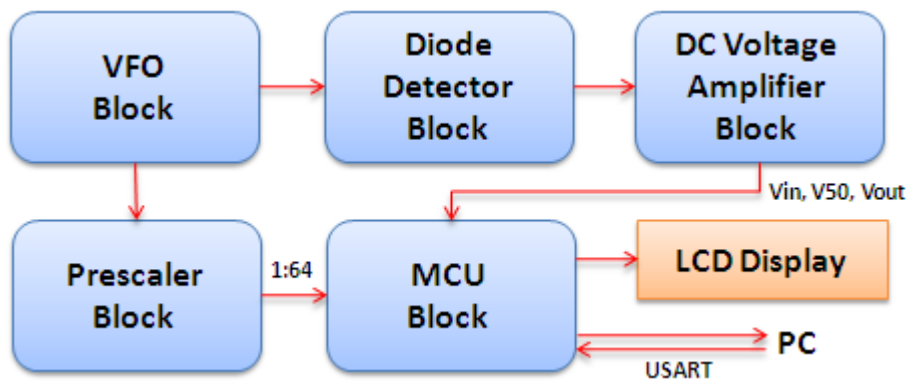 VFO
Block
Diode
Detector
Block
DC Voltage
Amplifier
Block
Vin, V50, Vout
Prescaler
Block
1:64
MCU
Block
LCD Display
PC
USART